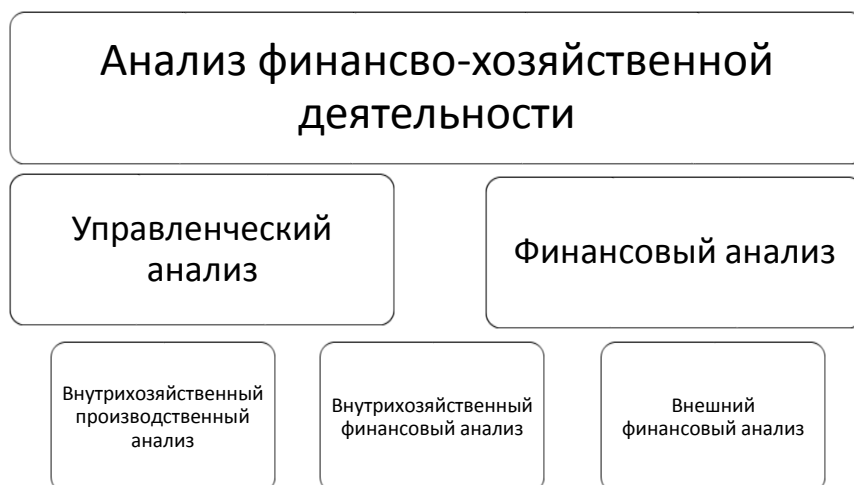 Анализ финансво-хозяйственной
деятельности
Управленческий
анализ
Финансовый анализ
Внутрихозяйственный
производственный
анализ
Внутрихозяйственный
финансовый анализ
Внешний
финансовый анализ